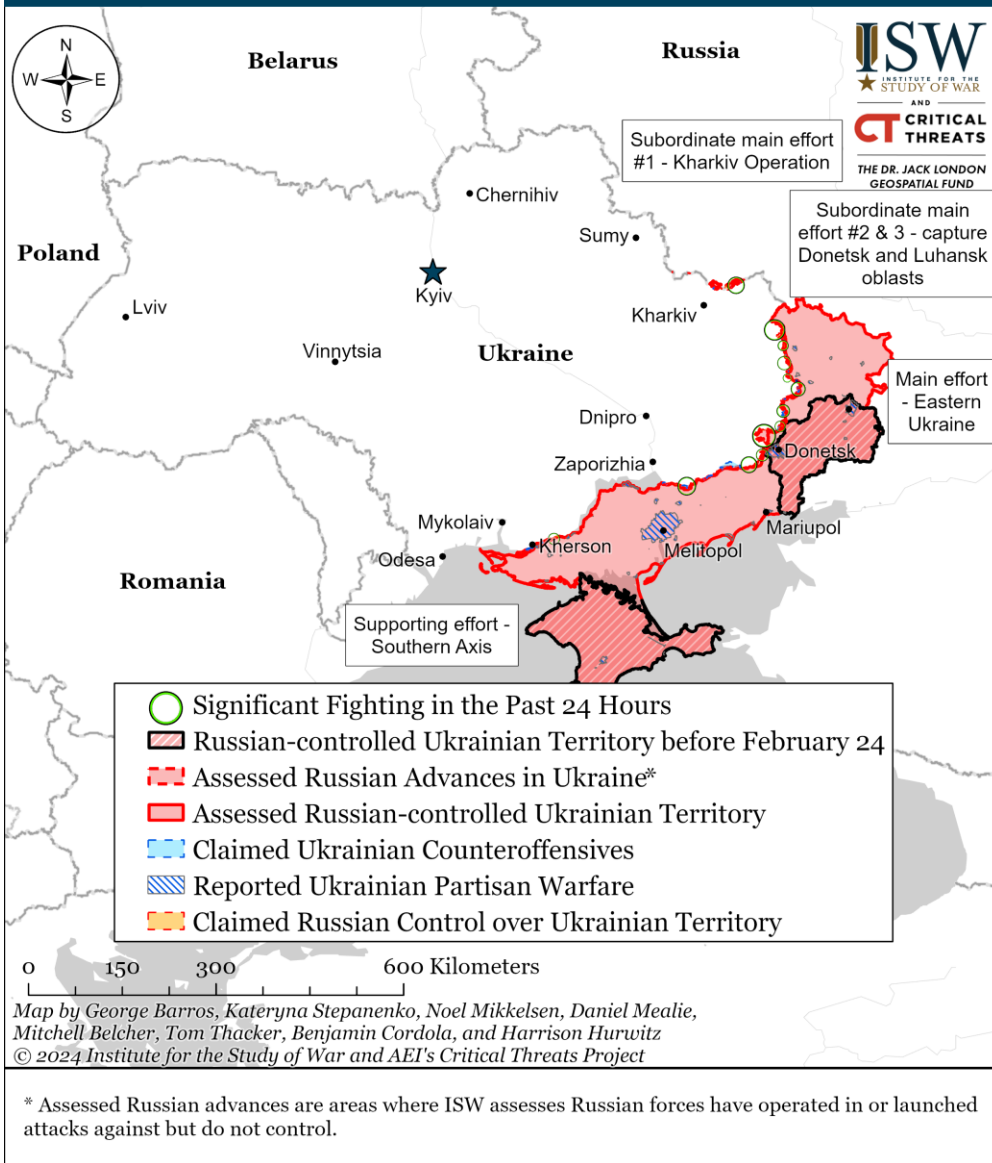 N
W E
S
Belarus
Russia
ISW
INSTITUTE FOR THE
STUDY OF WAR
AND
CT CRITICAL
THREATS
THE DR. JACK LONDON
GEOSPATIAL FUND
Subordinate main effort
#1 - Kharkiv Operation
Subordinate main
effort #2 & 3 - capture
Donetsk and Luhansk
oblasts
Chernihiv
Sumy
Poland
Kyiv
Lviv
Kharkiv
Vinnytsia
Ukraine
Main effort
- Eastern
Ukraine
Dnipro
Donetsk
Zaporizhia
Mykolaiv
Mariupol
Kherson
Odesa
Melitopol
Romania
Supporting effort -
Southern Axis
Significant Fighting in the Past 24 Hours
Russian-controlled Ukrainian Territory before February 24
Assessed Russian Advances in Ukraine*
Assessed Russian-controlled Ukrainian Territory
Claimed Ukrainian Counteroffensives
Reported Ukrainian Partisan Warfare
Claimed Russian Control over Ukrainian Territory
0 150 300 600 Kilometers
Map by George Barros, Kateryna Stepanenko, Noel Mikkelsen, Daniel Mealie,
Mitchell Belcher, Tom Thacker, Benjamin Cordola, and Harrison Hurwitz
© 2024 Institute for the Study of War and AEI's Critical Threats Project
* Assessed Russian advances are areas where ISW assesses Russian forces have operated in or launched
attacks against but do not control.